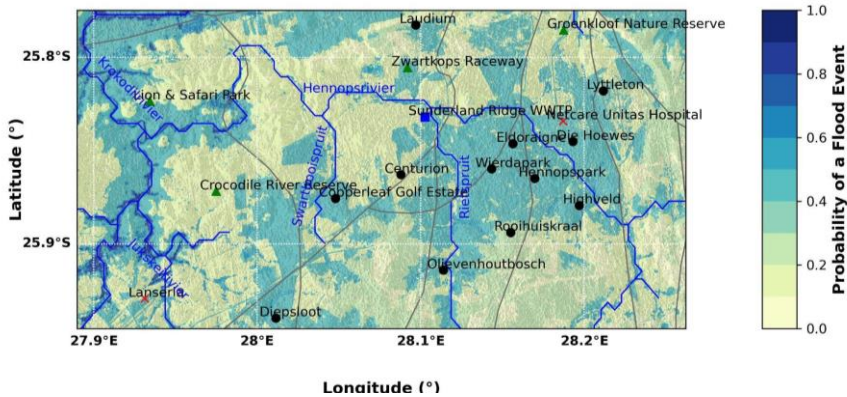 Laudium
Groenkloof Nature Reserve
25.8°S
Zwartkops Raceway
Krokodilrivier
Hennopsrivier
Lyttleton
Lion & Safari Park
Sunderland Ridge WWTP
Netcare Unitas Hospital
Eldoraigne
Die Hoewes
Swartbooispruit
Centurion
Wierdapark
Hennopspark
Crocodile River Reserve
Copperleaf Golf Estate
Rietspruit
Highveld
Rooihuiskraal
25.9°S
Olievenhoutbosch
Jukskeirivier
Lanseria
Diepsloot
27.9°E
28°E
28.1°E
28.2°E
Latitude (°)
Longitude (°)
1.0
0.8
0.6
0.4
0.2
0.0
Probability of a Flood Event